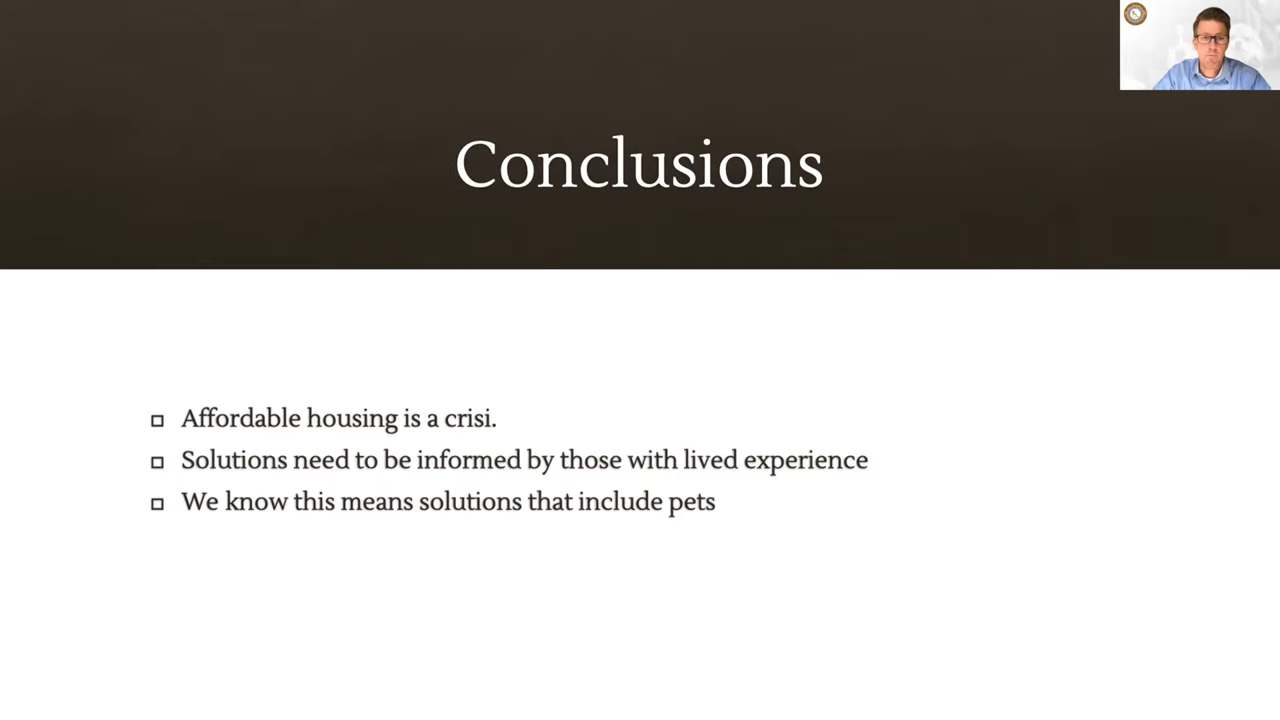 Conclusions
Affordable housing is a crisi.
Solutions need to be informed by those with lived experience
We know this means solutions that include pets